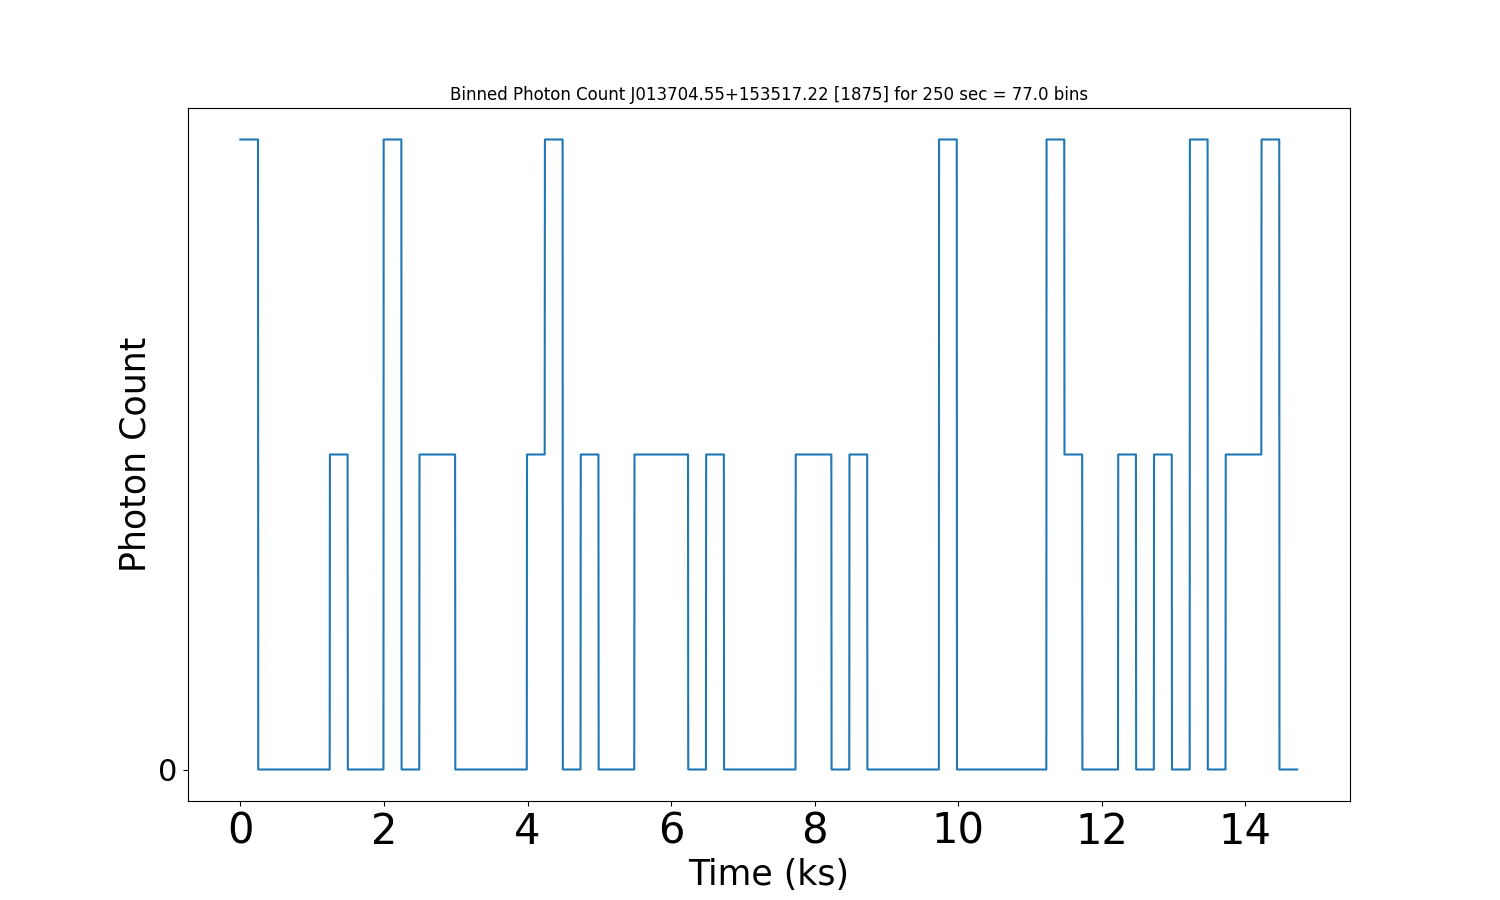 Binned Photon Count J013704.55+153517.22 [1875] for 250 sec = 77.0 bins
Photon Count
0
0 2 4 6 8 10 12 14
Time (ks)